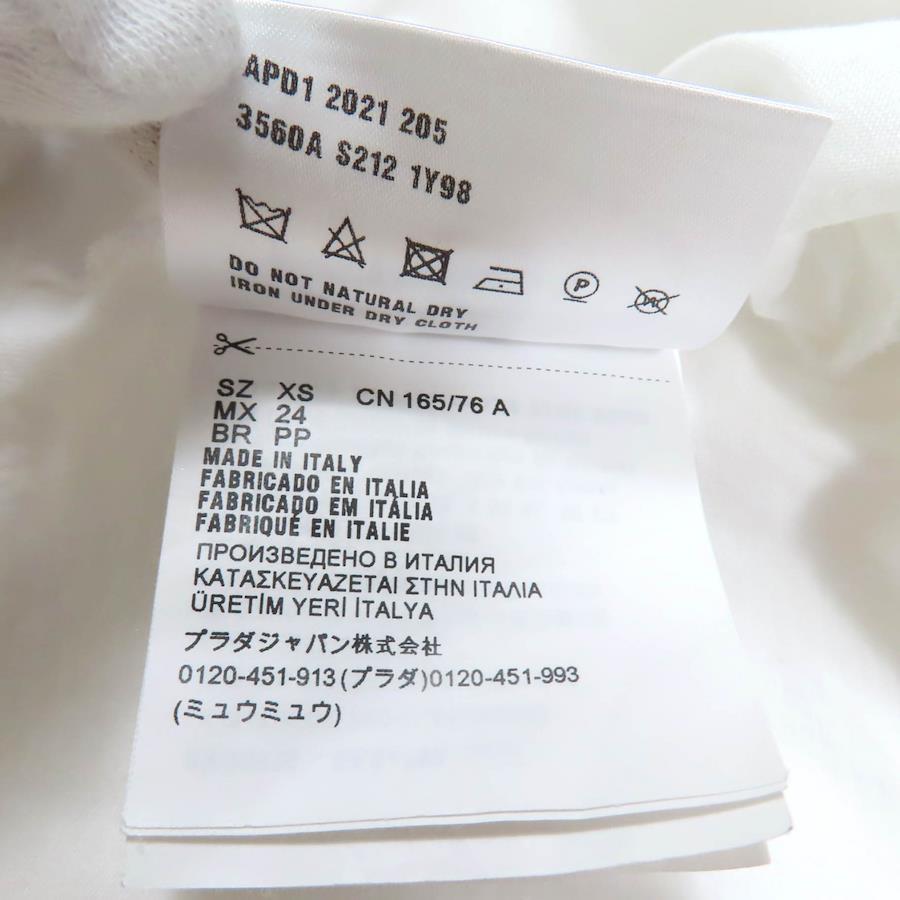 APD1 2021 205
3560A S212 1Y98
P
DO NOT NATURAL DRY
IRON UNDER DRY CLOTH
SZ XS CN 165/76 A
MX 24
BR PP
MADE IN ITALY
FABRICADO EN ITALIA
FABRICADO EM ITÁLIA
FABRIQUÉ EN ITALIE
ПРОИЗВЕДЕНО В ИТАЛИЯ
ΚΑΤΑΣΚΕΥΑΖΕΤΑΙ ΣΤΗΝ ΙΤΑΛΙΑ
ÜRETİM YERİ İTALYA
プラダジャパン株式会社
0120-451-913(プラダ)0120-451-993
(ミュウミュウ)